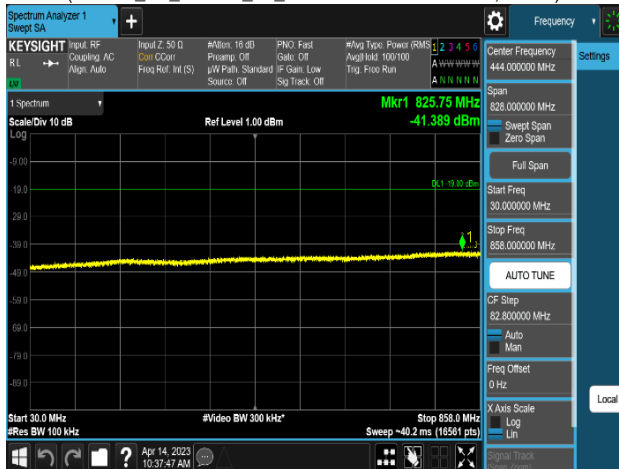 Spectrum Analyzer 1
Swept SA
Frequency
KEYSIGHT
RL
Input: RF
Coupling: AC
Align: Auto
Input Z: 50 Ω
Corr CCorr
Freq Ref: Int (S)
#Atten: 16 dB
Preamp: Off
µW Path: Standard
Source: Off
PNO: Fast
Gate: Off
IF Gain: Low
Sig Track: Off
#Avg Type: Power (RMS
Avg|Hold: 100/100
Trig: Free Run
1 2 3 4 5 6
A W W W W W
A N N N N N
Settings
Center Frequency
444.000000 MHz
Span
828.000000 MHz
Swept Span
Zero Span
Full Span
Start Freq
30.000000 MHz
Stop Freq
858.000000 MHz
AUTO TUNE
CF Step
82.800000 MHz
Auto
Man
Freq Offset
0 Hz
X Axis Scale
Log
Lin
Signal Track
Local
1 Spectrum
Scale/Div 10 dB
Log
Ref Level 1.00 dBm
Mkr1 825.75 MHz
-41.389 dBm
-9.00
-19.0
DL1 -19.00 dBm
-29.0
-39.0
1
-49.0
-59.0
-69.0
-79.0
-89.0
Start 30.0 MHz
#Video BW 300 kHz*
Stop 858.0 MHz
#Res BW 100 kHz
Sweep ~40.2 ms (16561 pts)
?
Apr 14, 2023
10:37:47 AM